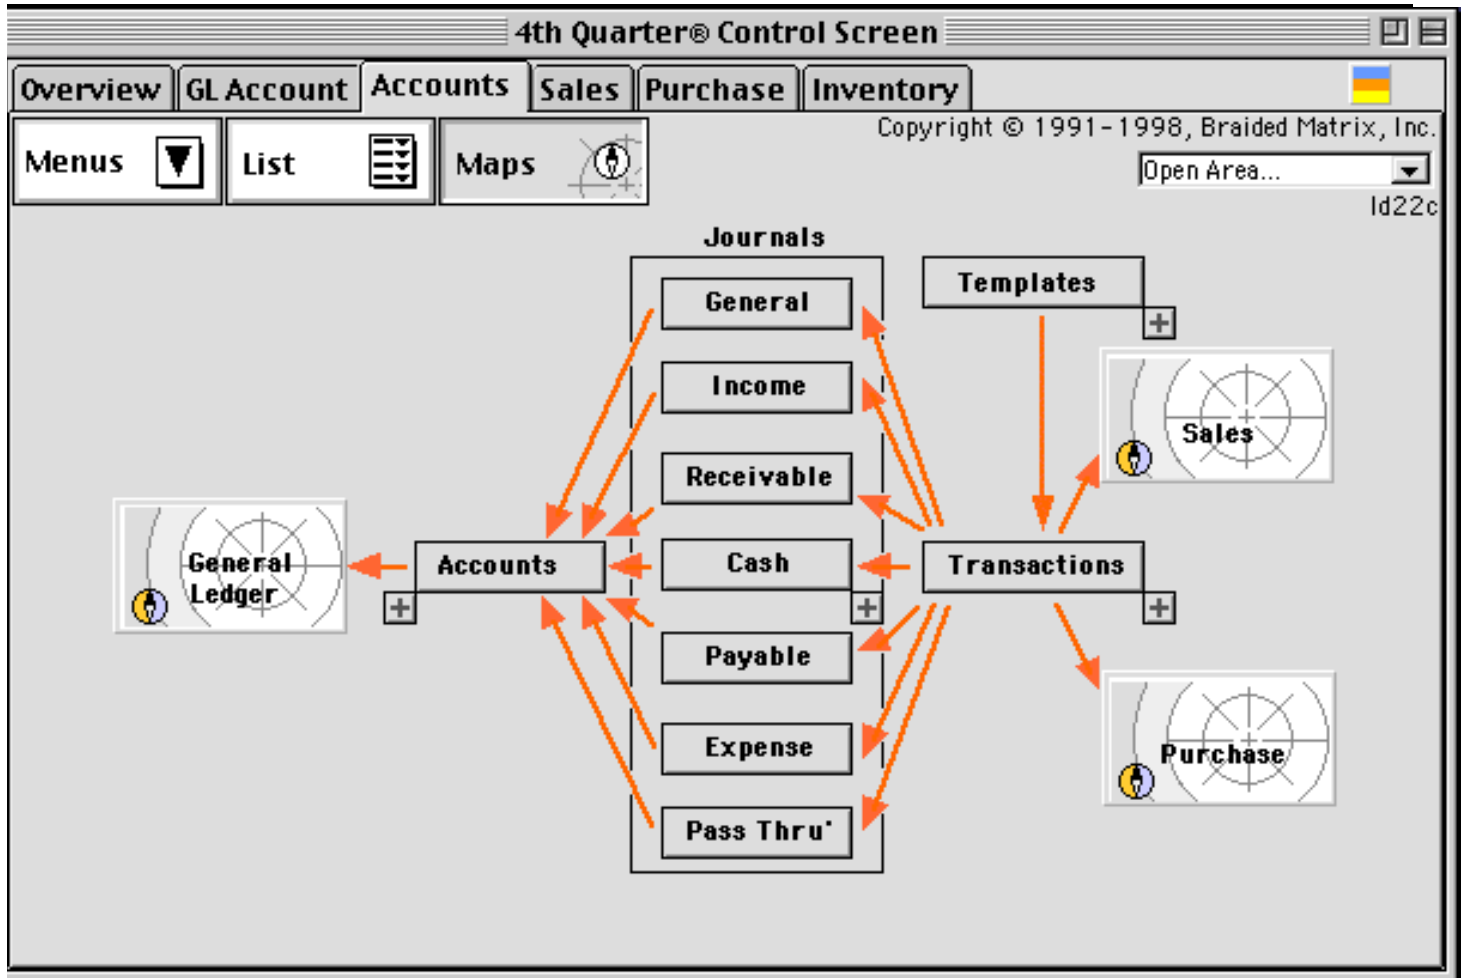 4th Quarter® Control Screen
Overview
GL Account
Accounts
Sales
Purchase
Inventory
Copyright © 1991-1998, Braided Matrix, Inc.
Menus
List
Maps
Open Area...
ld22c
Journals
Templates
General
Income
Sales
Receivable
General
Ledger
Accounts
Cash
Transactions
Payable
Expense
Purchase
Pass Thru'